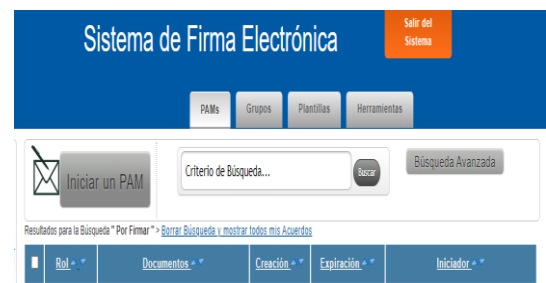 Sistema de Firma Electrónica
Salir del
Sistema
PAMs Grupos Plantillas Herramientas
Iniciar un PAM
Criterio de Búsqueda...
Buscar
Búsqueda Avanzada
Resultados para la Búsqueda " Por Firmar " > Borrar Búsqueda y mostrar todos mis Acuerdos
Rol Documentos Creación Expiración Iniciador